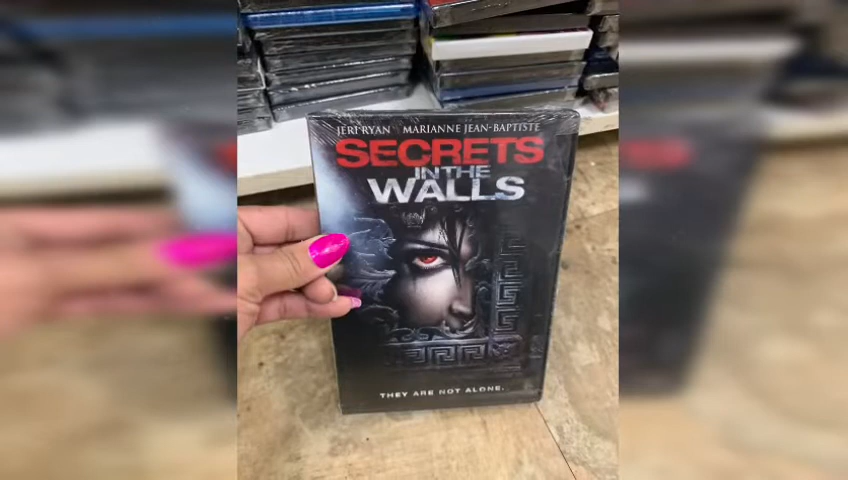 JERI RYAN MARIANNE JEAN-BAPTISTE
SECRETS
IN THE
WALLS
THEY ARE NOT ALONE.